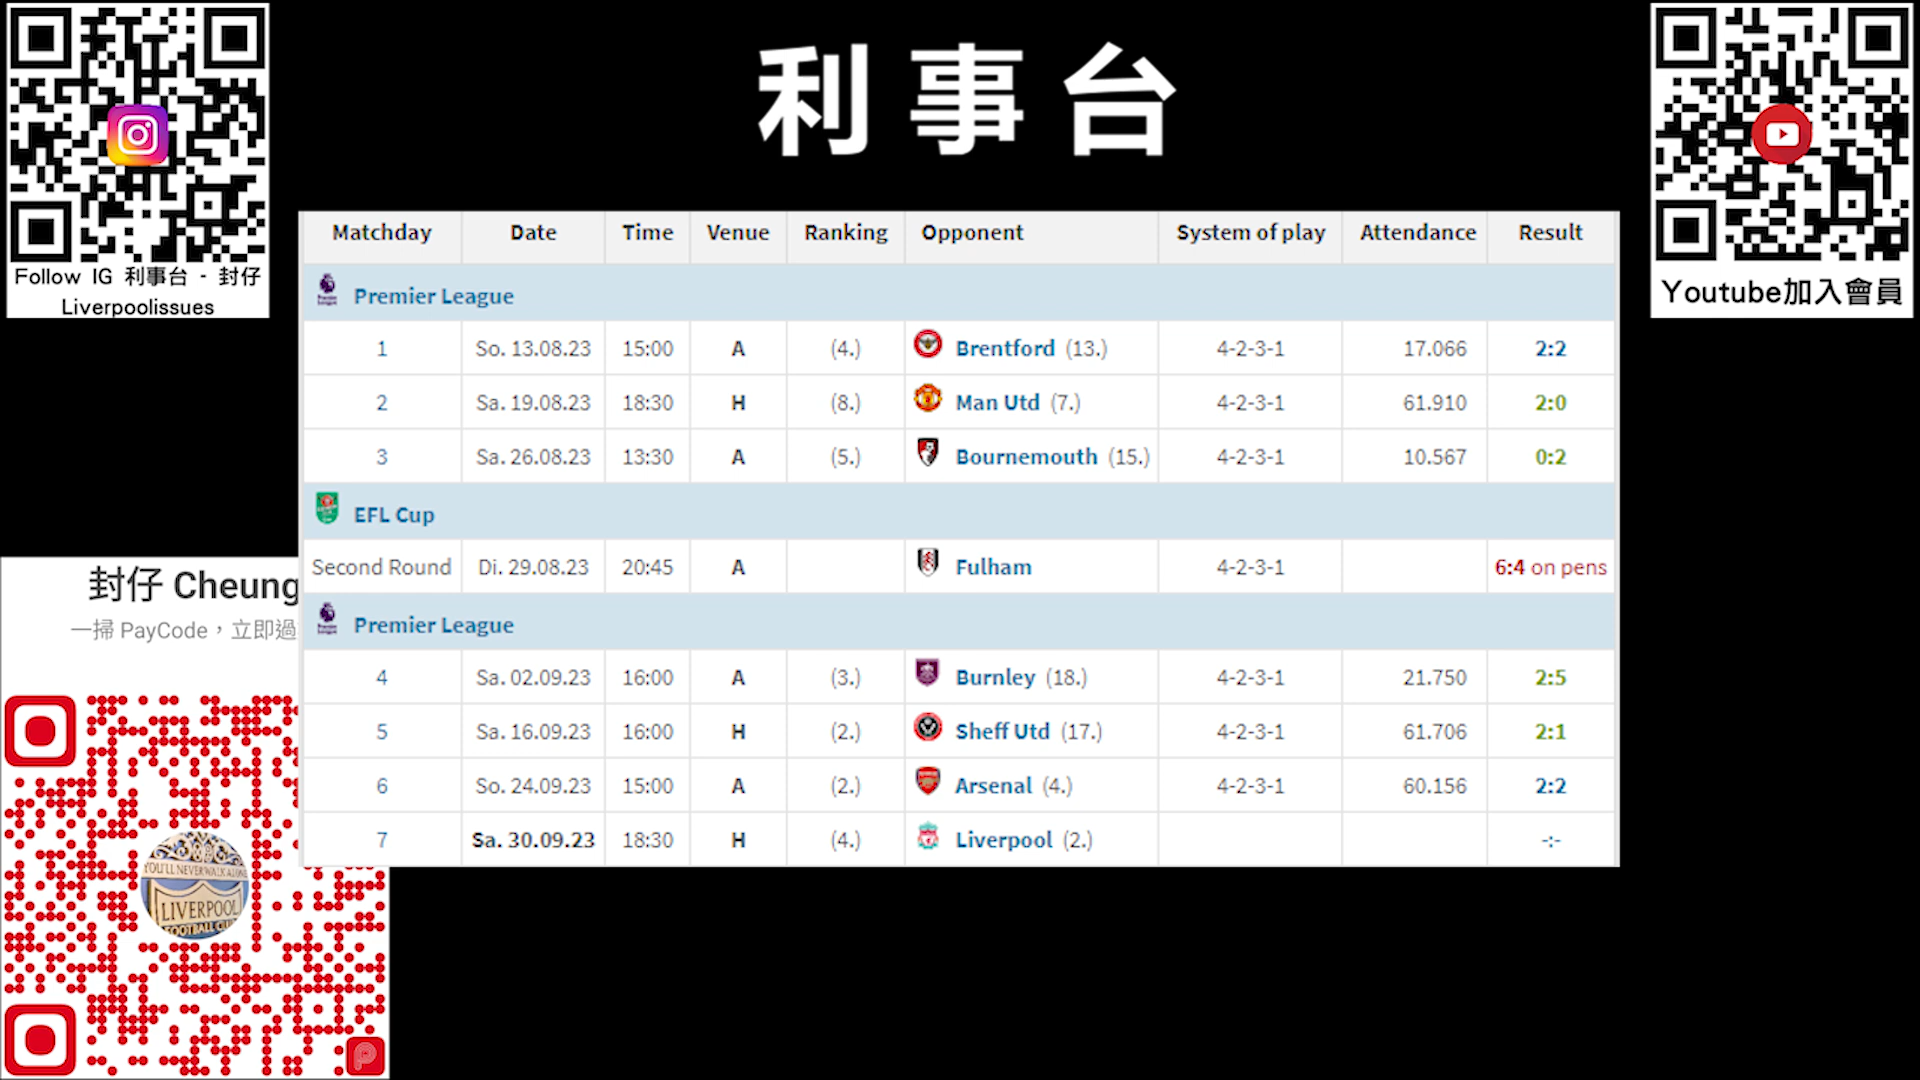 利事台
Follow IG 利事台 - 封仔
Liverpoolissues
Youtube加入會員
Matchday Date Time Venue Ranking Opponent System of play Attendance Result
Premier League
1 So. 13.08.23 15:00 A (4.) Brentford (13.) 4-2-3-1 17.066 2:2
2 Sa. 19.08.23 18:30 H (8.) Man Utd (7.) 4-2-3-1 61.910 2:0
3 Sa. 26.08.23 13:30 A (5.) Bournemouth (15.) 4-2-3-1 10.567 0:2
EFL Cup
Second Round Di. 29.08.23 20:45 A Fulham 4-2-3-1 6:4 on pens
Premier League
4 Sa. 02.09.23 16:00 A (3.) Burnley (18.) 4-2-3-1 21.750 2:5
5 Sa. 16.09.23 16:00 H (2.) Sheff Utd (17.) 4-2-3-1 61.706 2:1
6 So. 24.09.23 15:00 A (2.) Arsenal (4.) 4-2-3-1 60.156 2:2
7 Sa. 30.09.23 18:30 H (4.) Liverpool (2.) -:-
封仔 Cheung
一掃 PayCode，立即過
YOU'LL NEVER WALK ALONE
LIVERPOOL
FOOTBALL CLUB